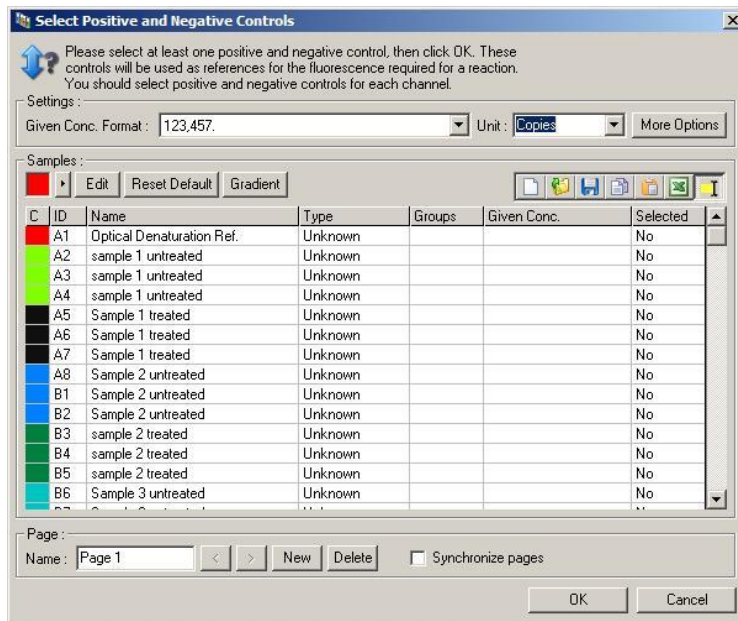 Select Positive and Negative Controls
Please select at least one positive and negative control, then click OK. These
controls will be used as references for the fluorescence required for a reaction.
You should select positive and negative controls for each channel.
Settings :
Given Conc. Format : 123,457. Unit : Copies More Options
Samples :
Edit Reset Default Gradient
C ID Name Type Groups Given Conc. Selected
A1 Optical Denaturation Ref. Unknown No
A2 sample 1 untreated Unknown No
A3 sample 1 untreated Unknown No
A4 sample 1 untreated Unknown No
A5 Sample 1 treated Unknown No
A6 Sample 1 treated Unknown No
A7 Sample 1 treated Unknown No
A8 Sample 2 untreated Unknown No
B1 Sample 2 untreated Unknown No
B2 Sample 2 untreated Unknown No
B3 sample 2 treated Unknown No
B4 sample 2 treated Unknown No
B5 sample 2 treated Unknown No
B6 Sample 3 untreated Unknown No
Page :
Name : Page 1 < > New Delete Synchronize pages
OK Cancel